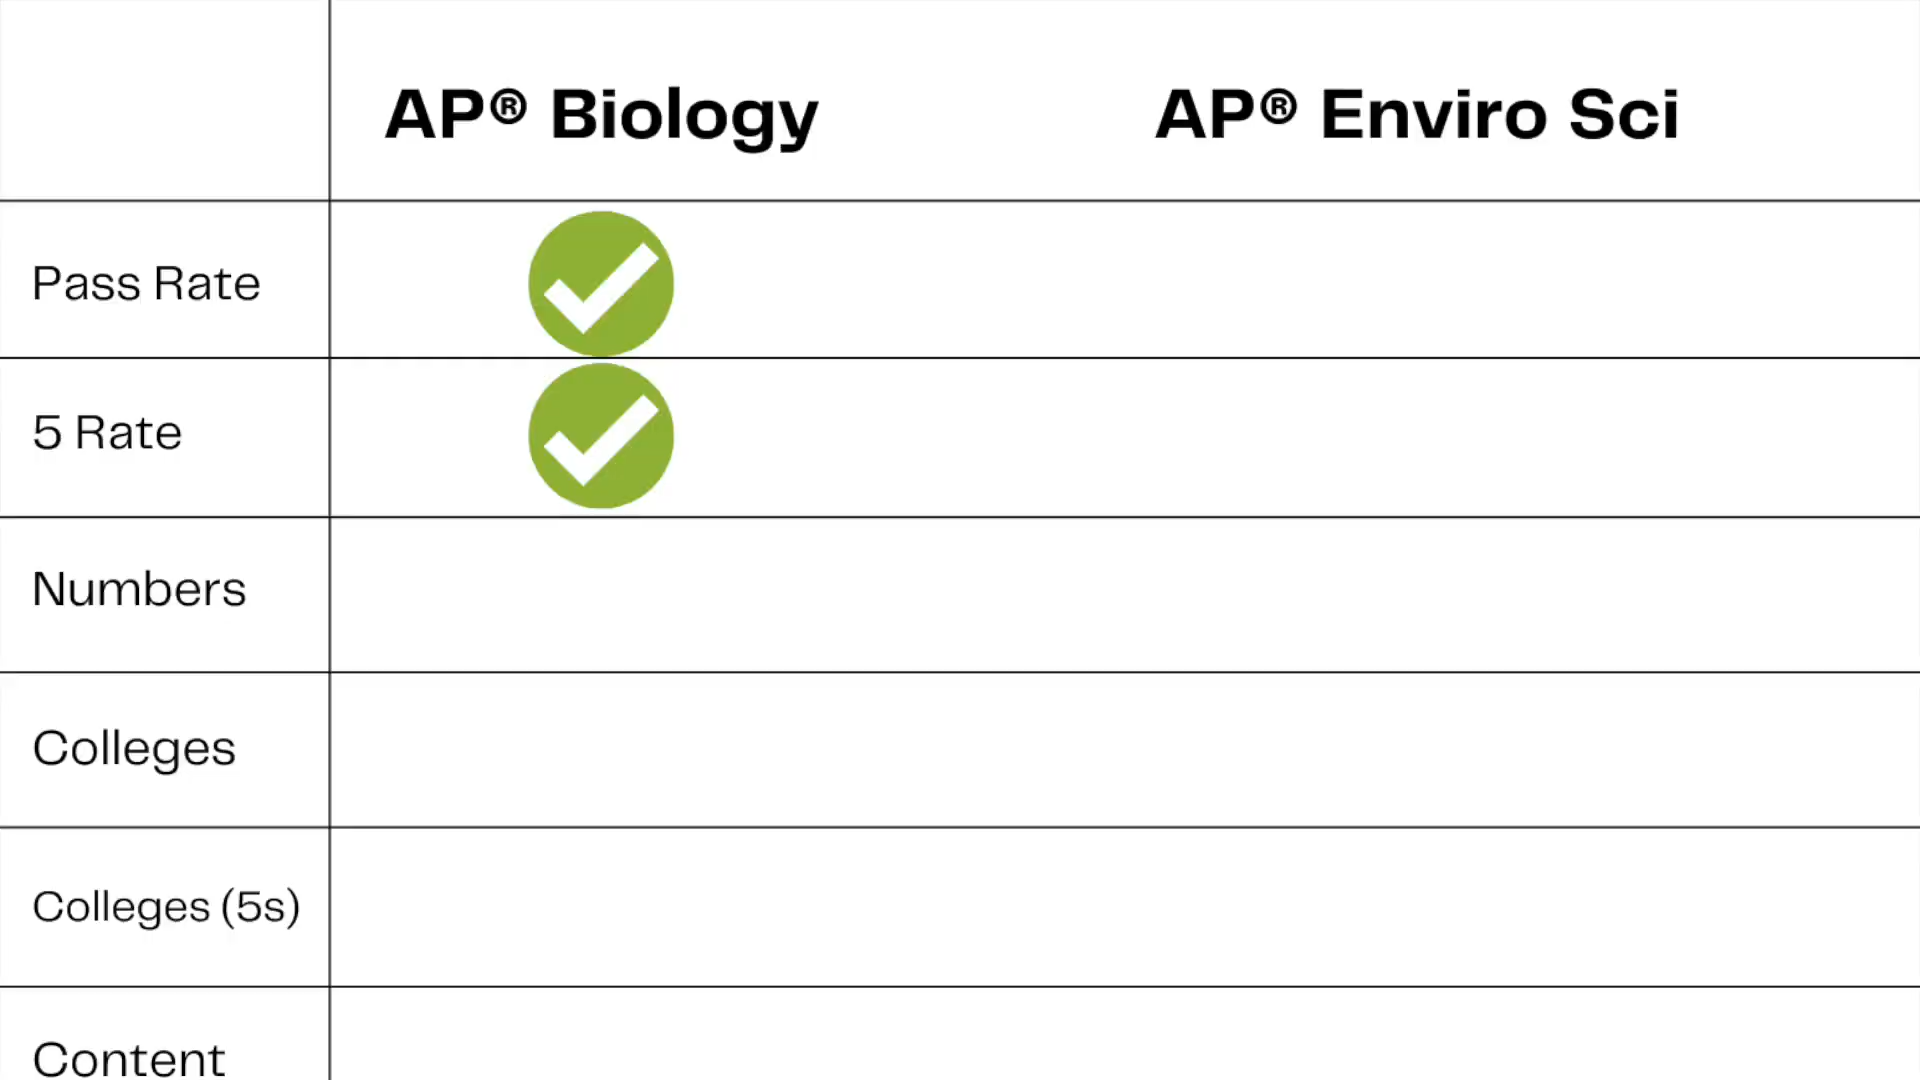 AP® Biology
AP® Enviro Sci
Pass Rate
5 Rate
Numbers
Colleges
Colleges (5s)
Content